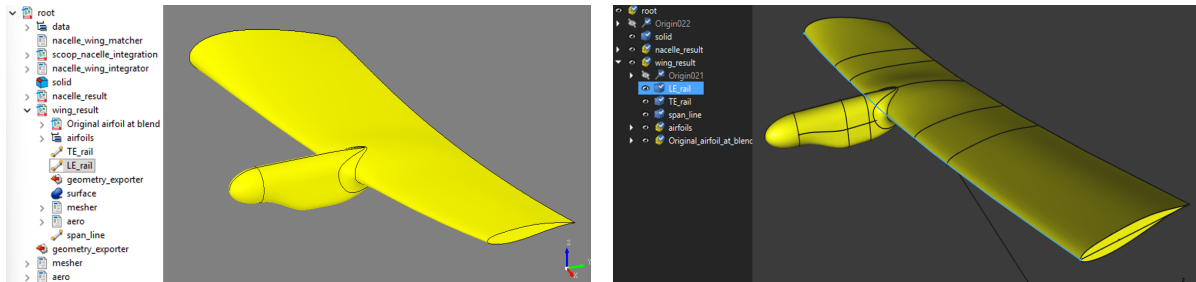 root
data
nacelle_wing_matcher
scoop_nacelle_integration
nacelle_wing_integrator
solid
nacelle_result
wing_result
Original airfoil at blend
airfoils
TE_rail
LE_rail
geometry_exporter
surface
mesher
aero
span_line
geometry_exporter
mesher
aero
Z
Y
X
root
Origin022
solid
nacelle_result
wing_result
Origin021
LE_rail
TE_rail
span_line
airfoils
Original_airfoil_at_blend